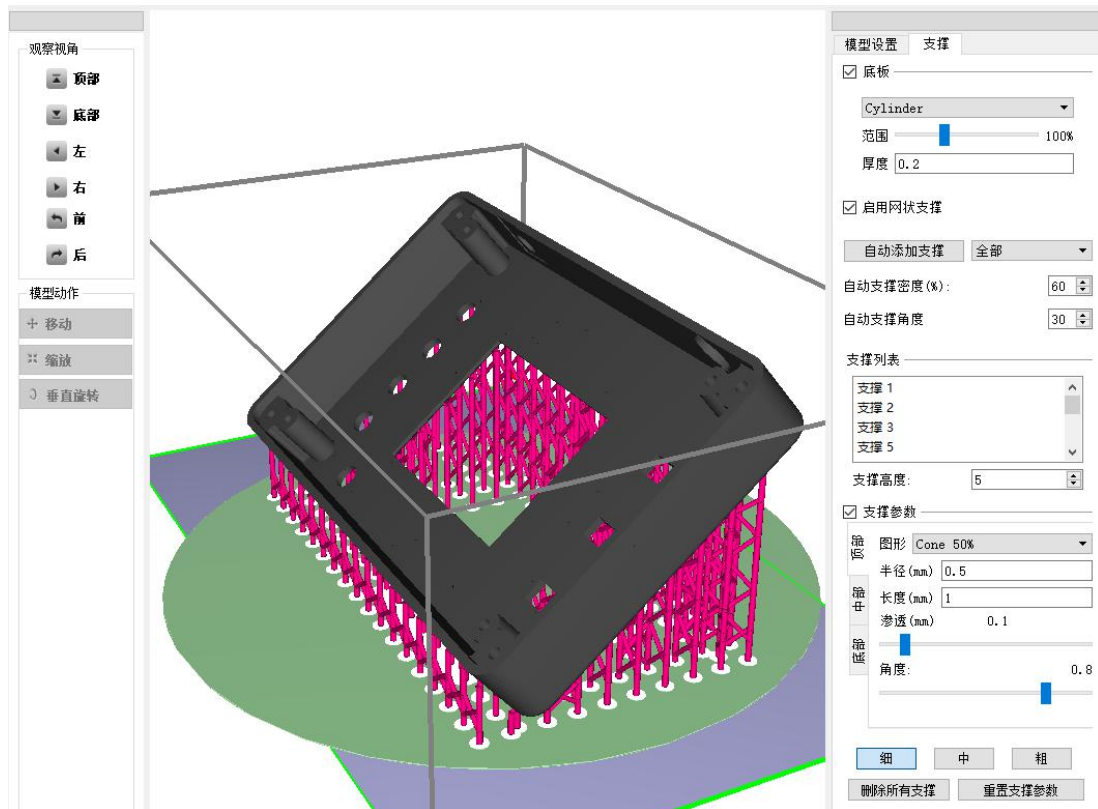 观察视角
顶部
底部
左
右
前
后
模型动作
移动
缩放
垂直旋转
模型设置 支撑
底板
Cylinder
范围 100%
厚度 0.2
启用网状支撑
自动添加支撑 全部
自动支撑密度(%): 60
自动支撑角度 30
支撑列表
支撑 1
支撑 2
支撑 3
支撑 5
支撑高度: 5
支撑参数
顶部
中部
底部
图形 Cone 50%
半径(mm) 0.5
长度(mm) 1
渗透(mm) 0.1
角度: 0.8
细 中 粗
删除所有支撑 重置支撑参数